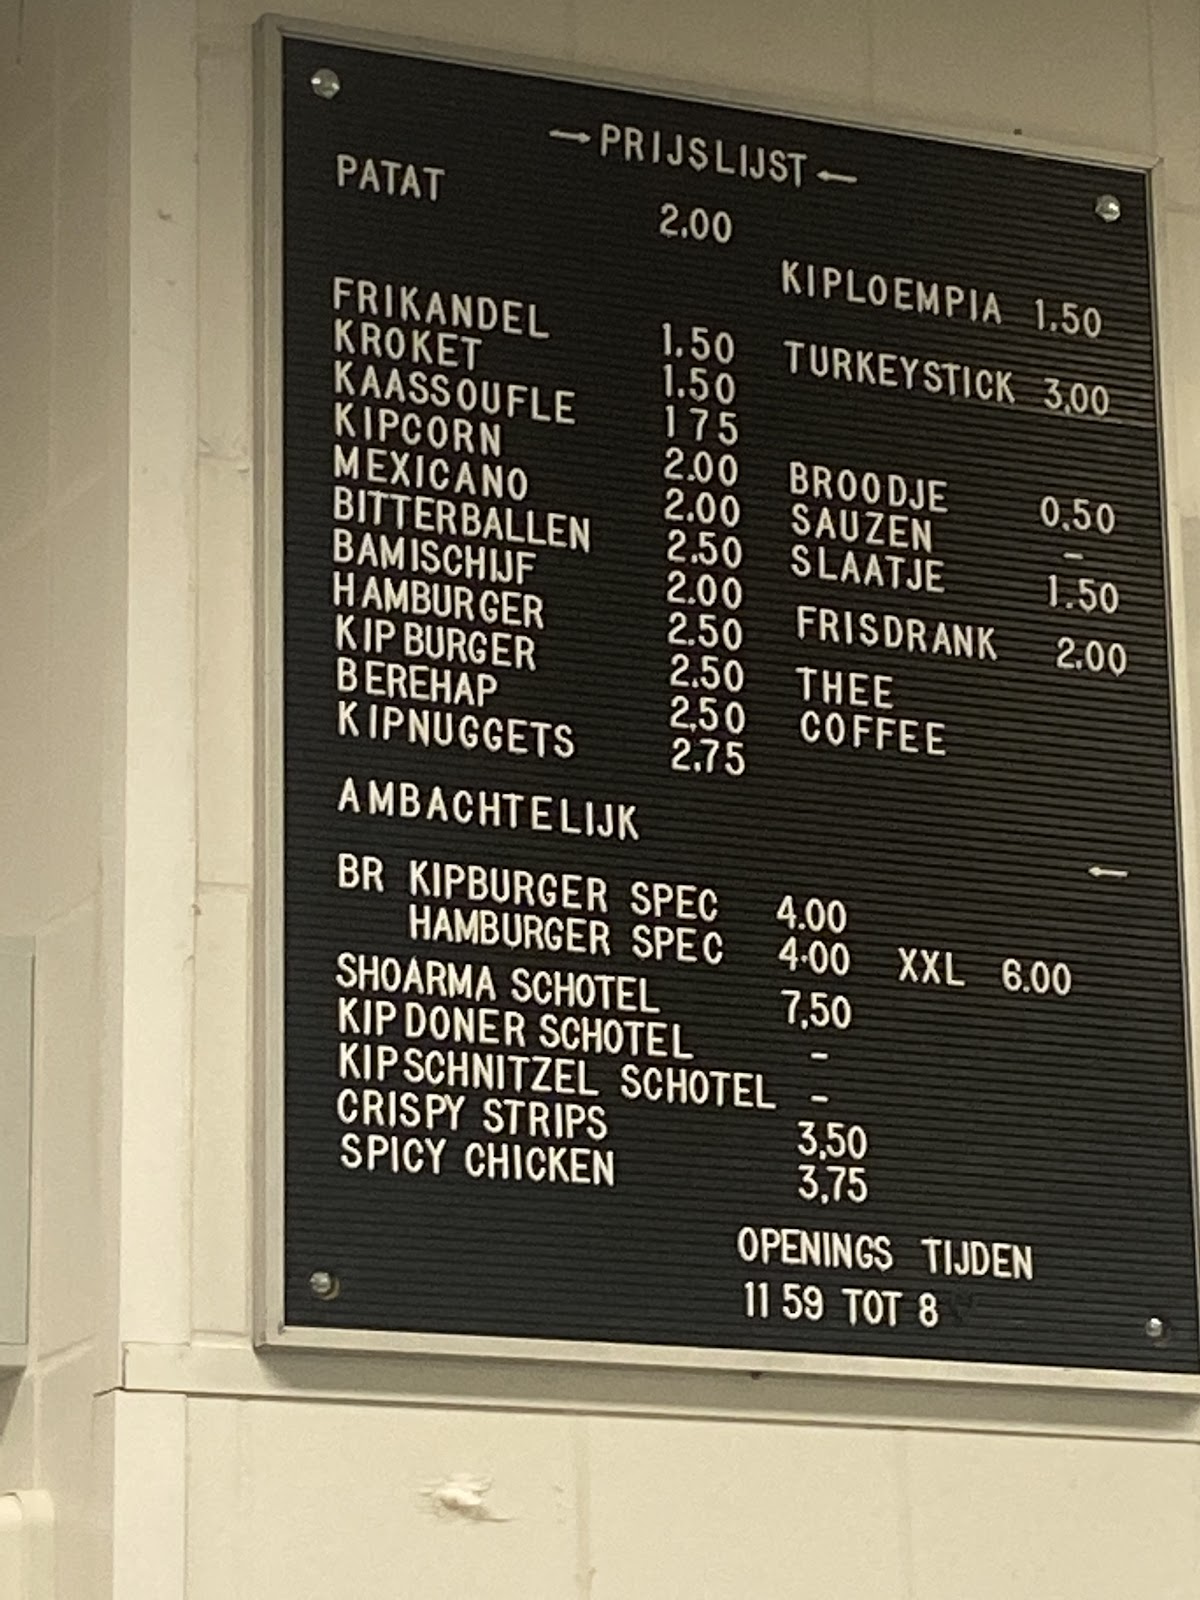 → PRIJSLIJST ←
PATAT 2.00
FRIKANDEL 1.50
KROKET 1.50
KAASSOUFLE 175
KIPCORN 2.00
MEXICANO 2.00
BITTERBALLEN 2.50
BAMISCHIJF 2.00
HAMBURGER 2.50
KIP BURGER 2.50
BEREHAP 2,50
KIPNUGGETS 2.75
KIPLOEMPIA 1.50
TURKEYSTICK 3,00
BROODJE 0.50
SAUZEN -
SLAATJE 1.50
FRISDRANK 2.00
THEE
COFFEE
AMBACHTELIJK
←
BR KIPBURGER SPEC 4.00
HAMBURGER SPEC 4.00 XXL 6.00
SHOARMA SCHOTEL 7,50
KIP DONER SCHOTEL -
KIPSCHNITZEL SCHOTEL -
CRISPY STRIPS 3,50
SPICY CHICKEN 3,75
OPENINGS TIJDEN
11 59 TOT 8